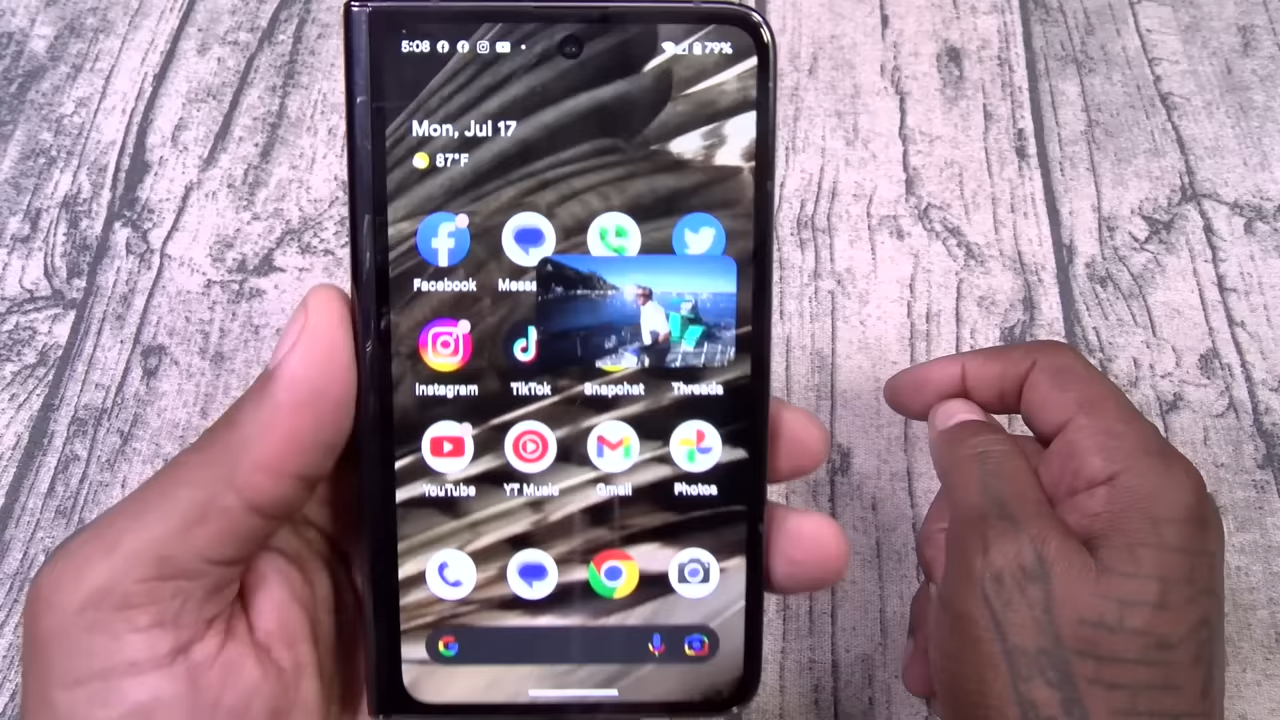 5:08 79%
Mon, Jul 17
87°F
Facebook
Instagram TikTok Snapchat Threads
YouTube YT Music Gmail Photos